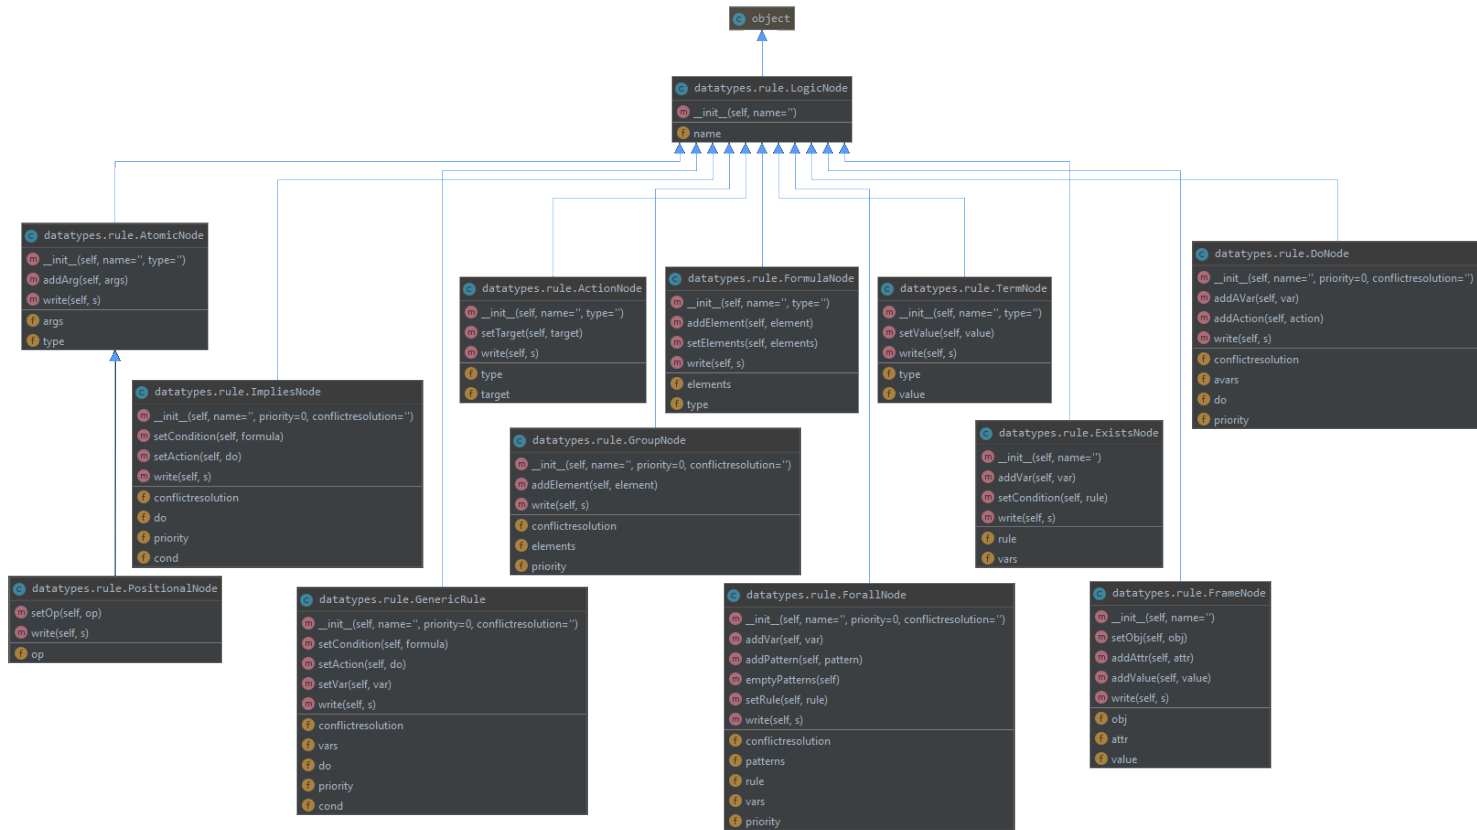 object
datatypes.rule.LogicNode
__init__(self, name='')
name
datatypes.rule.AtomicNode
__init__(self, name='', type='')
addArg(self, args)
write(self, s)
args
type
datatypes.rule.ImpliesNode
__init__(self, name='', priority=0, conflictresolution='')
setCondition(self, formula)
setAction(self, do)
write(self, s)
conflictresolution
do
priority
cond
datatypes.rule.PositionalNode
setOp(self, op)
write(self, s)
op
datatypes.rule.GenericRule
__init__(self, name='', priority=0, conflictresolution='')
setCondition(self, formula)
setAction(self, do)
setVar(self, var)
write(self, s)
conflictresolution
vars
do
priority
cond
datatypes.rule.ActionNode
__init__(self, name='', type='')
setTarget(self, target)
write(self, s)
type
target
datatypes.rule.GroupNode
__init__(self, name='', priority=0, conflictresolution='')
addElement(self, element)
write(self, s)
conflictresolution
elements
priority
datatypes.rule.FormulaNode
__init__(self, name='', type='')
addElement(self, element)
setElements(self, elements)
write(self, s)
elements
type
datatypes.rule.ForallNode
__init__(self, name='', priority=0, conflictresolution='')
addVar(self, var)
addPattern(self, pattern)
emptyPatterns(self)
setRule(self, rule)
write(self, s)
conflictresolution
patterns
rule
vars
priority
datatypes.rule.TermNode
__init__(self, name='', type='')
setValue(self, value)
write(self, s)
type
value
datatypes.rule.ExistsNode
__init__(self, name='')
addVar(self, var)
setCondition(self, rule)
write(self, s)
rule
vars
datatypes.rule.FrameNode
__init__(self, name='')
setObj(self, obj)
addAttr(self, attr)
addValue(self, value)
write(self, s)
obj
attr
value
datatypes.rule.DoNode
__init__(self, name='', priority=0, conflictresolution='')
addAVar(self, var)
addAction(self, action)
write(self, s)
conflictresolution
avars
do
priority